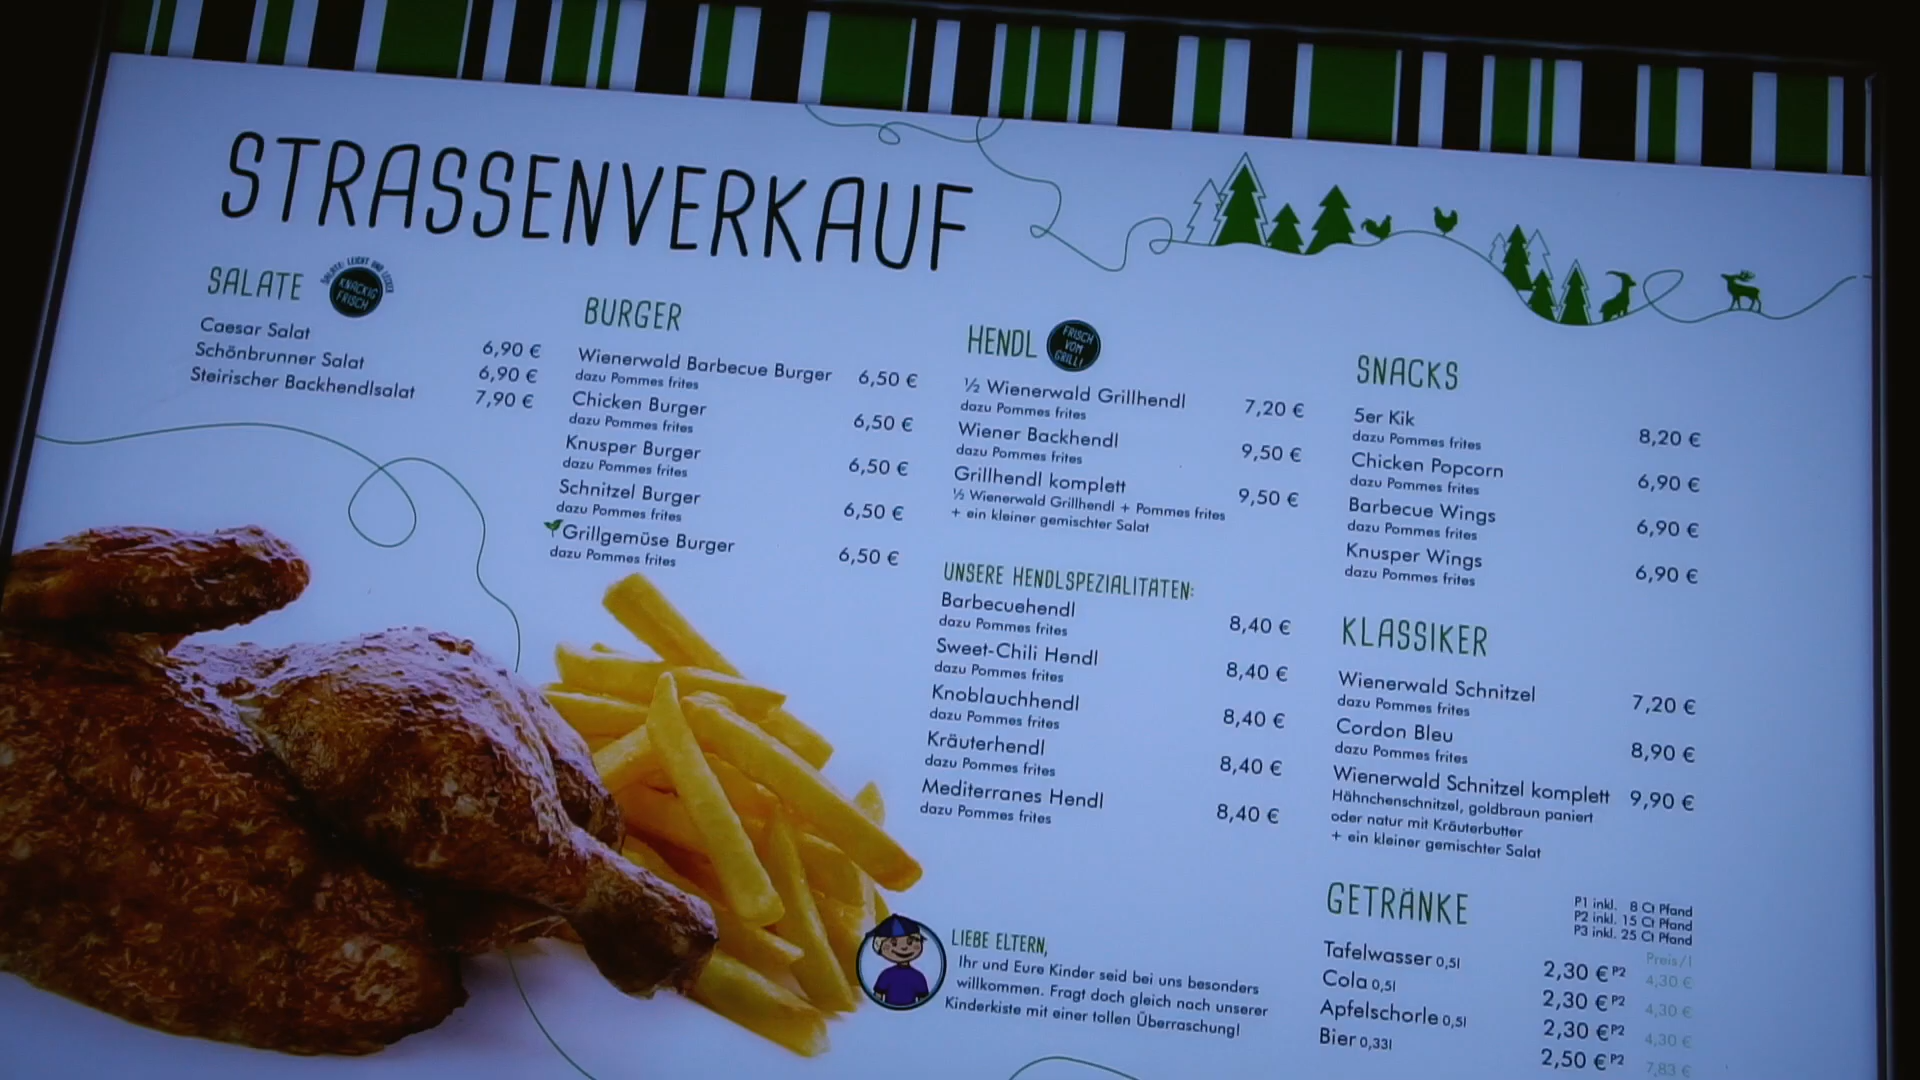 STRASSENVERKAUF
SALATE
SALATE: LEICHT UND LECKER
KNACKIG
FRISCH
Caesar Salat 6,90 €
Schönbrunner Salat 6,90 €
Steirischer Backhendlsalat 7,90 €
BURGER
Wienerwald Barbecue Burger 6,50 €
dazu Pommes frites
Chicken Burger 6,50 €
dazu Pommes frites
Knusper Burger 6,50 €
dazu Pommes frites
Schnitzel Burger 6,50 €
dazu Pommes frites
Grillgemüse Burger 6,50 €
dazu Pommes frites
HENDL
FRISCH
VOM
GRILL!
½ Wienerwald Grillhendl 7,20 €
dazu Pommes frites
Wiener Backhendl 9,50 €
dazu Pommes frites
Grillhendl komplett 9,50 €
½ Wienerwald Grillhendl + Pommes frites
+ ein kleiner gemischter Salat
UNSERE HENDLSPEZIALITÄTEN:
Barbecuehendl 8,40 €
dazu Pommes frites
Sweet-Chili Hendl 8,40 €
dazu Pommes frites
Knoblauchhendl 8,40 €
dazu Pommes frites
Kräuterhendl 8,40 €
dazu Pommes frites
Mediterranes Hendl 8,40 €
dazu Pommes frites
LIEBE ELTERN,
Ihr und Eure Kinder seid bei uns besonders
willkommen. Fragt doch gleich nach unserer
Kinderkiste mit einer tollen Überraschung!
SNACKS
5er Kik 8,20 €
dazu Pommes frites
Chicken Popcorn 6,90 €
dazu Pommes frites
Barbecue Wings 6,90 €
dazu Pommes frites
Knusper Wings 6,90 €
dazu Pommes frites
KLASSIKER
Wienerwald Schnitzel 7,20 €
dazu Pommes frites
Cordon Bleu 8,90 €
dazu Pommes frites
Wienerwald Schnitzel komplett 9,90 €
Hähnchenschnitzel, goldbraun paniert
oder natur mit Kräuterbutter
+ ein kleiner gemischter Salat
GETRÄNKE
P1 inkl. 8 Ct Pfand
P2 inkl. 15 Ct Pfand
P3 inkl. 25 Ct Pfand
Preis/l
Tafelwasser 0,5l 2,30 € P2 4,30 €
Cola 0,5l 2,30 € P2 4,30 €
Apfelschorle 0,5l 2,30 € P2 4,30 €
Bier 0,33l 2,50 € P2 7,83 €